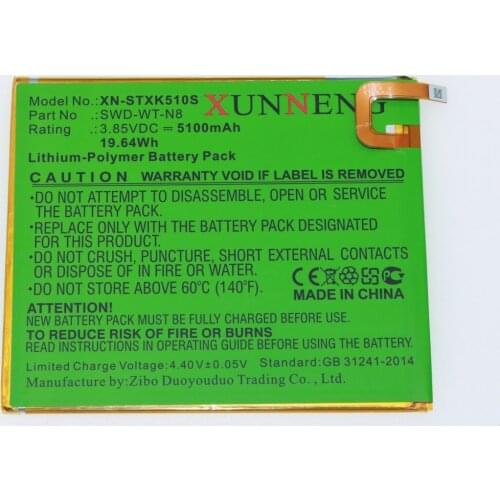 Model No.:XN-STXK510S
XUNNENG
Part No. :SWD-WT-N8
Rating :3.85VDC ⎓ 5100mAh
19.64Wh
Lithium-Polymer Battery Pack
CAUTION WARRANTY VOID IF LABEL IS REMOVED
•DO NOT ATTEMPT TO DISASSEMBLE, OPEN OR SERVICE
THE BATTERY PACK.
•REPLACE ONLY WITH THE BATTERY PACK DESIGNATED
FOR THIS PRODUCT.
•DO NOT CRUSH, PUNCTURE, SHORT EXTERNAL CONTACTS
OR DISPOSE OF IN FIRE OR WATER.
•DO NOT STORE ABOVE 60°C (140°F).
CE FC
MADE IN CHINA
ATTENTION!
NEW BATTERY PACK MUST BE FULLY CHARGED BEFORE USE
TO REDUCE RISK OF FIRE OR BURNS
INSPECT AND FOLLOW OPERATING GUIDE BEFORE USING BATTERY
Limited Charge Voltage:4.40V±0.05V Standard:GB 31241-2014
Manufacture by:Zibo Duoyouduo Trading Co., Ltd